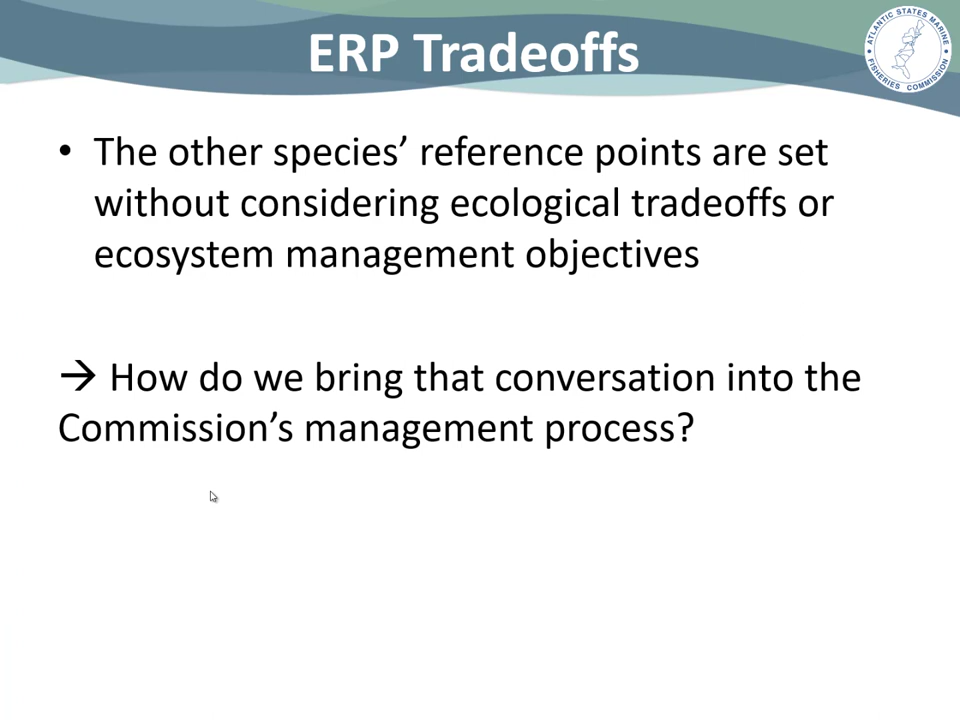 ERP Tradeoffs
ATLANTIC STATES MARINE
FISHERIES COMMISSION
• The other species’ reference points are set
without considering ecological tradeoffs or
ecosystem management objectives
→ How do we bring that conversation into the
Commission’s management process?